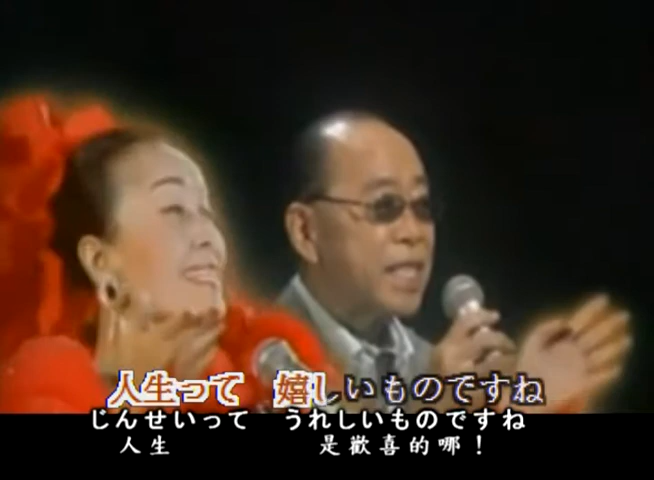 人生って 嬉しいものですね
じんせいって うれしいものですね
人生 是歡喜的哪！